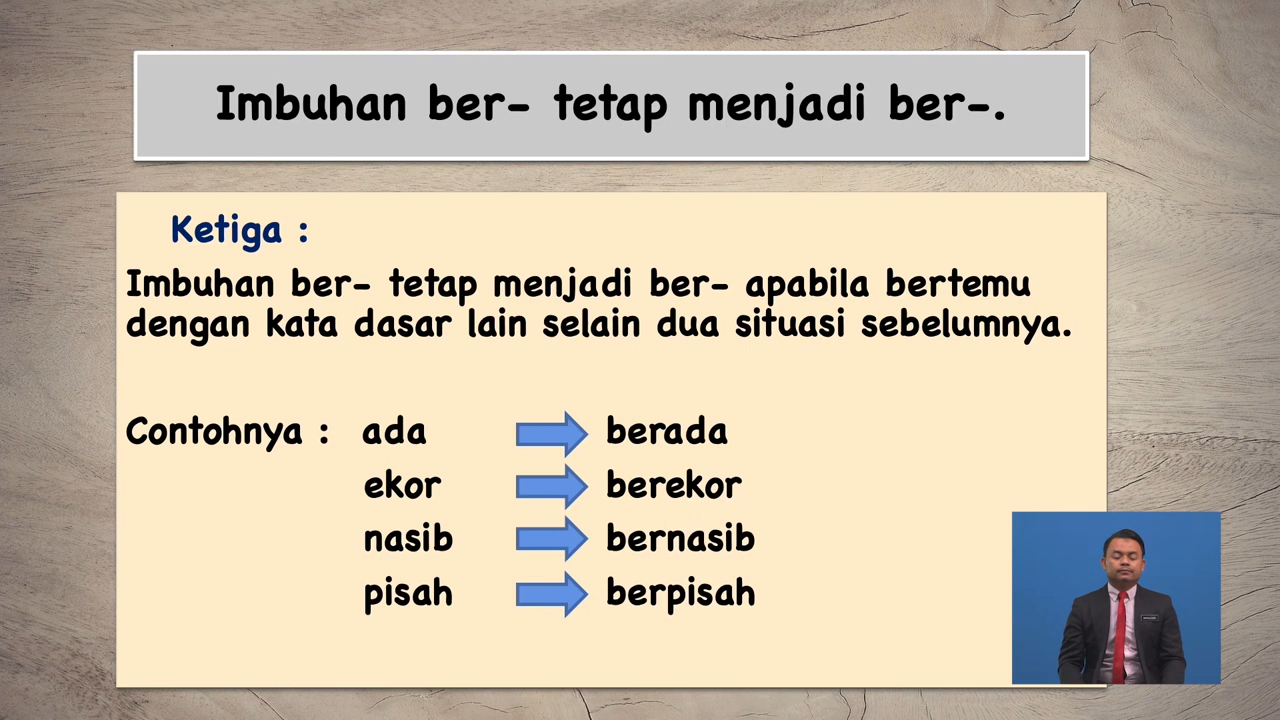 Imbuhan ber- tetap menjadi ber-.
Ketiga :
Imbuhan ber- tetap menjadi ber- apabila bertemu
dengan kata dasar lain selain dua situasi sebelumnya.
Contohnya : ada berada
ekor berekor
nasib bernasib
pisah berpisah